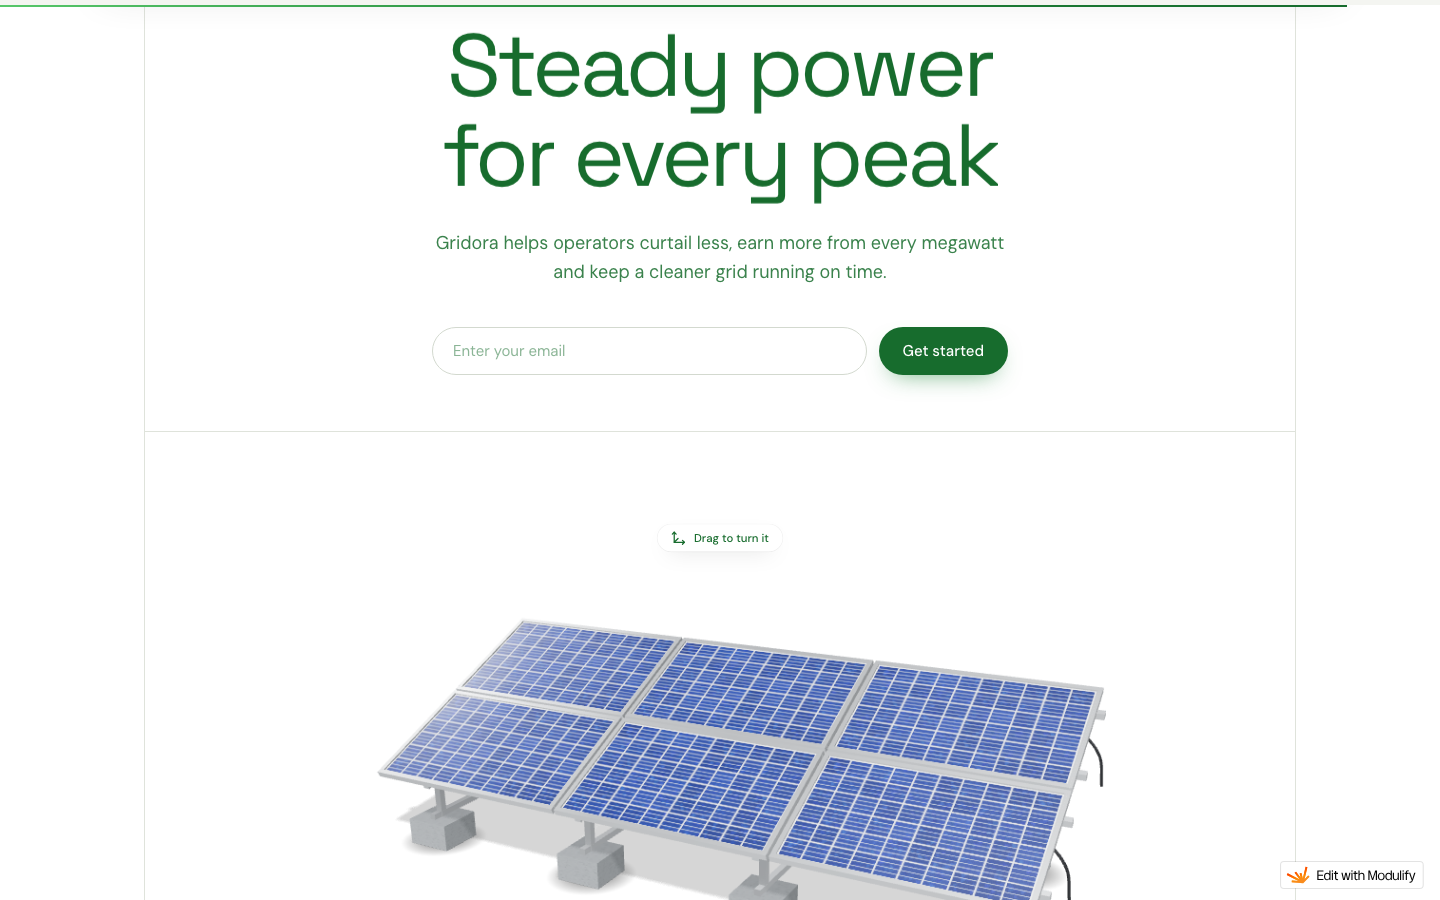 Steady power
for every peak
Gridora helps operators curtail less, earn more from every megawatt
and keep a cleaner grid running on time.
Enter your email
Get started
Drag to turn it
Edit with Modulify